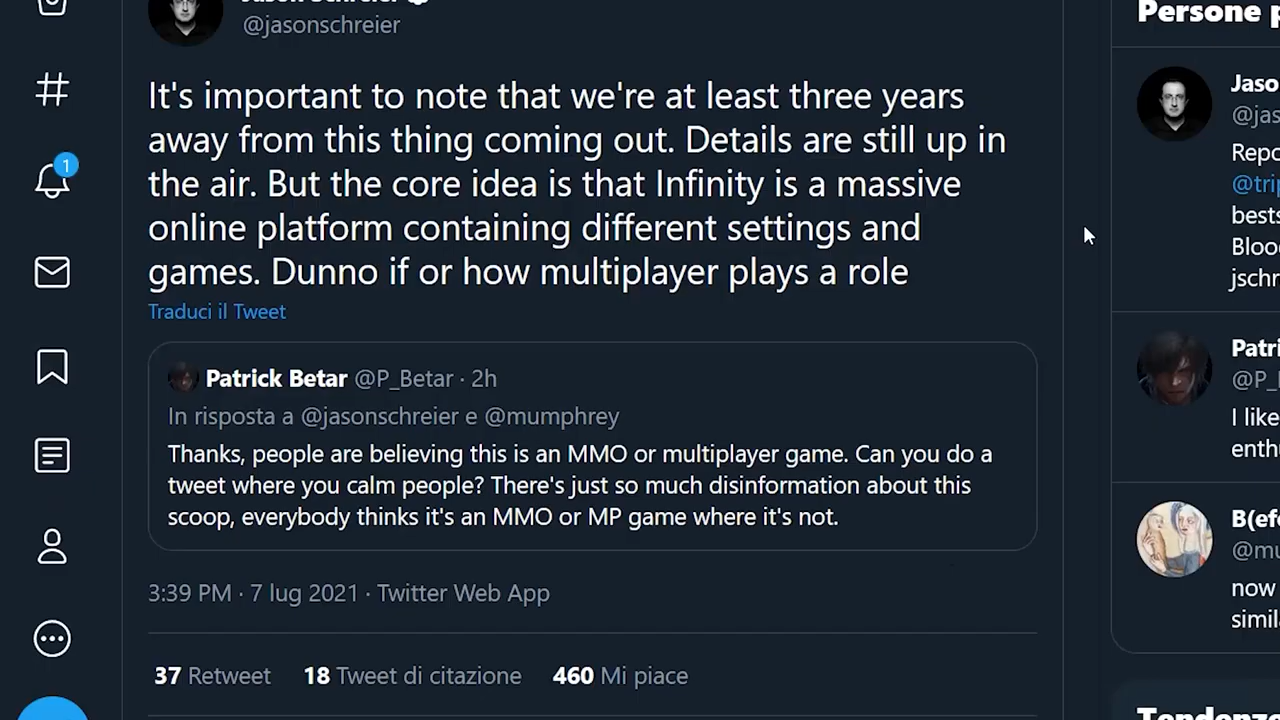 @jasonschreier
It's important to note that we're at least three years
away from this thing coming out. Details are still up in
the air. But the core idea is that Infinity is a massive
online platform containing different settings and
games. Dunno if or how multiplayer plays a role
Traduci il Tweet
Patrick Betar @P_Betar · 2h
In risposta a @jasonschreier e @mumphrey
Thanks, people are believing this is an MMO or multiplayer game. Can you do a
tweet where you calm people? There's just so much disinformation about this
scoop, everybody thinks it's an MMO or MP game where it's not.
3:39 PM · 7 lug 2021 · Twitter Web App
37 Retweet 18 Tweet di citazione 460 Mi piace
1
Persone p
Jaso
@jas
Repo
@trip
bests
Bloo
jschr
Patri
@P_
I like
enthu
B(efo
@mu
now
simil
Tendenze